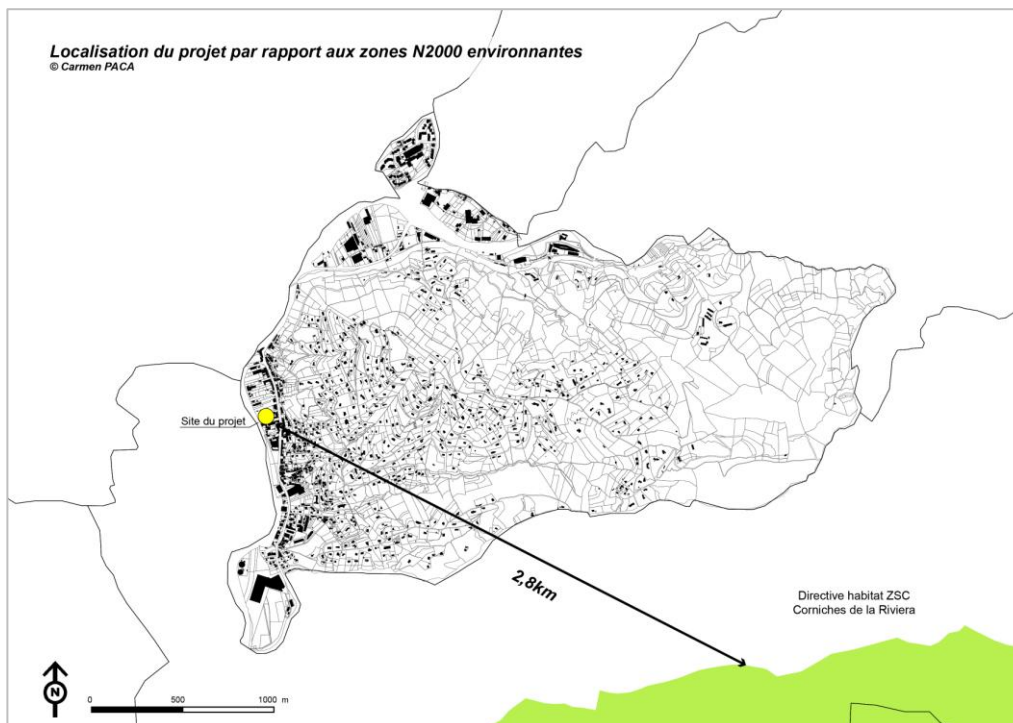 Localisation du projet par rapport aux zones N2000 environnantes
© Carmen PACA
Site du projet
2,8km
Directive habitat ZSC
Corniches de la Riviera
N
0 500 1000 m